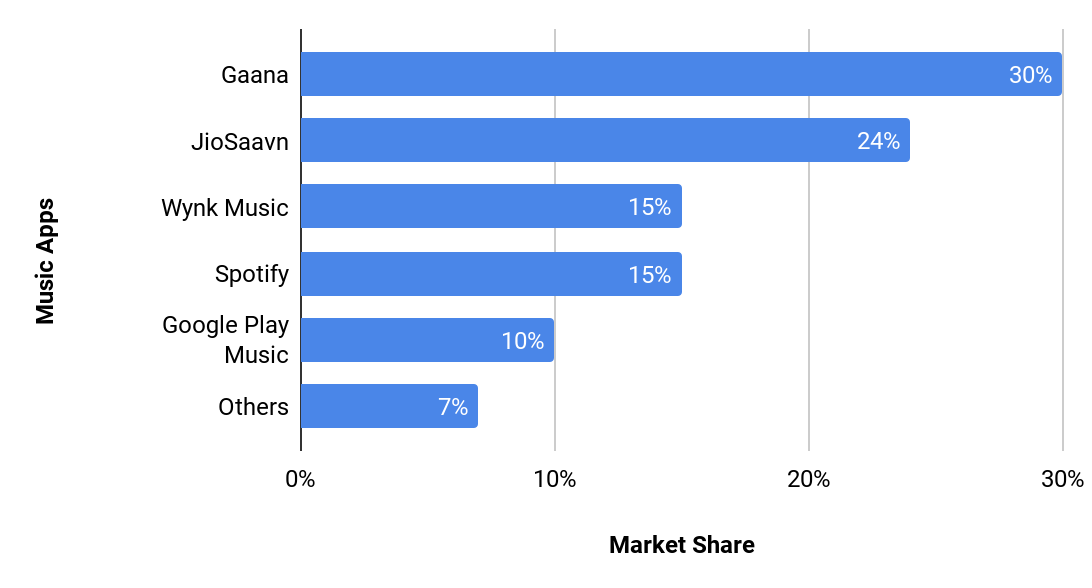 Music Apps
Gaana
30%
JioSaavn
24%
Wynk Music
15%
Spotify
15%
Google Play
Music
10%
Others
7%
0%
10%
20%
30%
Market Share